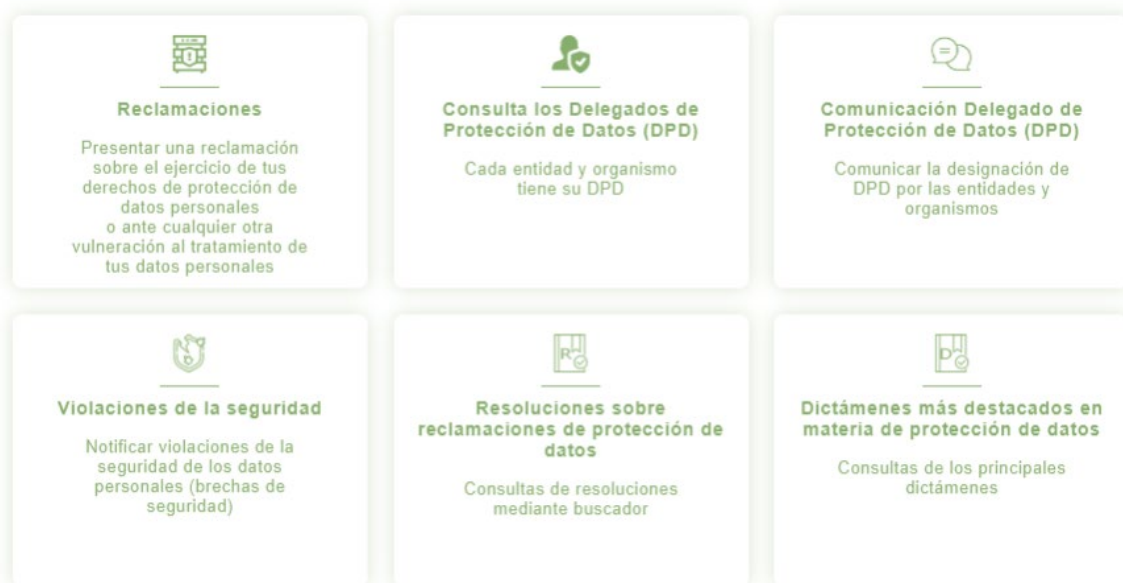 Reclamaciones
Presentar una reclamación
sobre el ejercicio de tus
derechos de protección de
datos personales
o ante cualquier otra
vulneración al tratamiento de
tus datos personales
Consulta los Delegados de
Protección de Datos (DPD)
Cada entidad y organismo
tiene su DPD
Comunicación Delegado de
Protección de Datos (DPD)
Comunicar la designación de
DPD por las entidades y
organismos
Violaciones de la seguridad
Notificar violaciones de la
seguridad de los datos
personales (brechas de
seguridad)
R
Resoluciones sobre
reclamaciones de protección de
datos
Consultas de resoluciones
mediante buscador
D
Dictámenes más destacados en
materia de protección de datos
Consultas de los principales
dictámenes